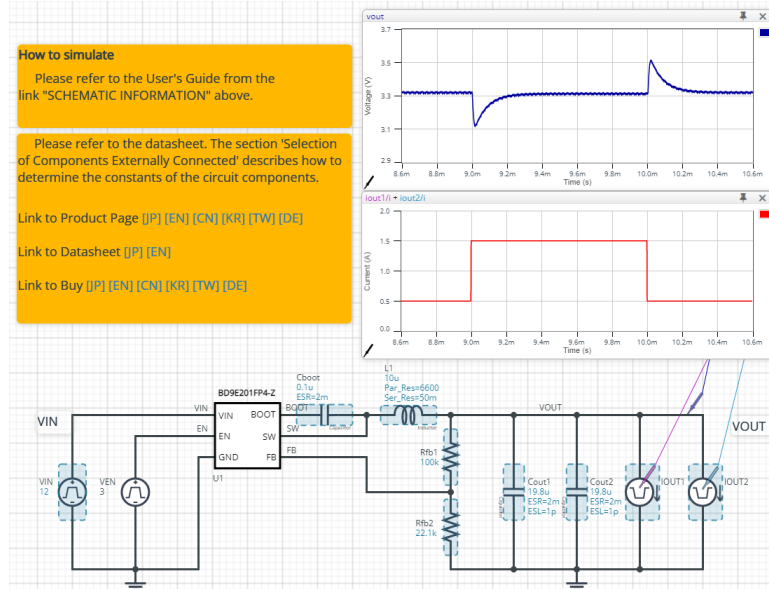 How to simulate
Please refer to the User's Guide from the
link "SCHEMATIC INFORMATION" above.
Please refer to the datasheet. The section 'Selection
of Components Externally Connected' describes how to
determine the constants of the circuit components.
Link to Product Page [JP] [EN] [CN] [KR] [TW] [DE]
Link to Datasheet [JP] [EN]
Link to Buy [JP] [EN] [CN] [KR] [TW] [DE]
vout
Voltage (V)
3.7
3.5
3.3
3.1
2.9
8.6m 8.8m 9.0m 9.2m 9.4m 9.6m 9.8m 10.0m 10.2m 10.4m 10.6m
Time (s)
iout1/i + iout2/i
Current (A)
2.0
1.5
1.0
0.5
0.0
8.6m 8.8m 9.0m 9.2m 9.4m 9.6m 9.8m 10.0m 10.2m 10.4m 10.6m
Time (s)
VIN
VIN
12
VEN
3
BD9E201FP4-Z
VIN
EN
VIN BOOT
EN SW
GND FB
U1
BOOT
SW
FB
Cboot
0.1u
ESR=2m
Capacitor
L1
10u
Par_Res=6600
Ser_Res=50m
Inductor
VOUT
Rfb1
100k
Rfb2
22.1k
Cout1
19.8u
ESR=2m
ESL=1p
Cout2
19.8u
ESR=2m
ESL=1p
IOUT1
IOUT2
VOUT